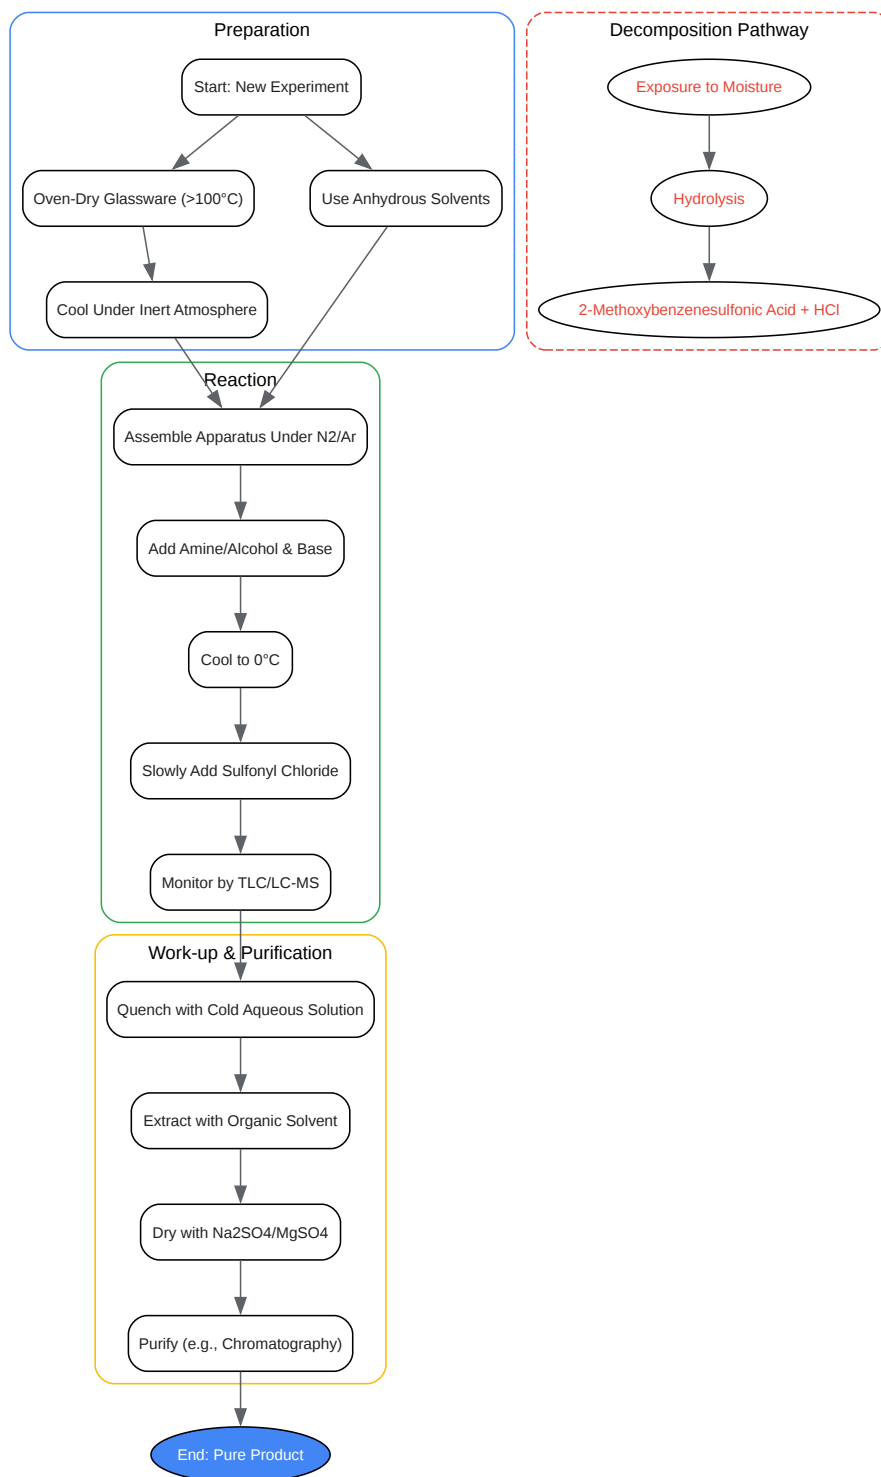 Preparation
Start: New Experiment
Oven-Dry Glassware (>100°C)
Use Anhydrous Solvents
Cool Under Inert Atmosphere
Decomposition Pathway
Exposure to Moisture
Hydrolysis
2-Methoxybenzenesulfonic Acid + HCl
Reaction
Assemble Apparatus Under N2/Ar
Add Amine/Alcohol & Base
Cool to 0°C
Slowly Add Sulfonyl Chloride
Monitor by TLC/LC-MS
Work-up & Purification
Quench with Cold Aqueous Solution
Extract with Organic Solvent
Dry with Na2SO4/MgSO4
Purify (e.g., Chromatography)
End: Pure Product